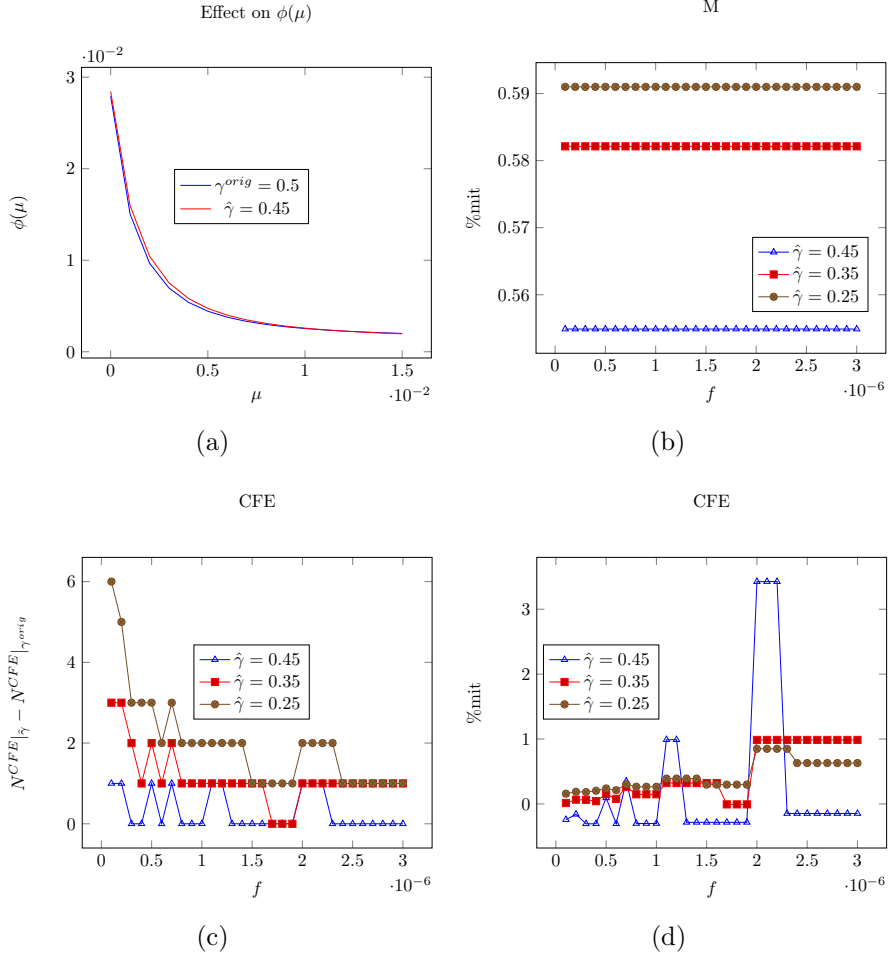 Effect on ϕ(μ)
·10⁻²
3
2
1
0
ϕ(μ)
γᵒʳⁱᵍ = 0.5
γ̂ = 0.45
0 0.5 1 1.5
·10⁻²
μ
(a)
M
0.59
0.58
0.57
0.56
%mit
γ̂ = 0.45
γ̂ = 0.35
γ̂ = 0.25
0 0.5 1 1.5 2 2.5 3
·10⁻⁶
f
(b)
CFE
6
4
2
0
N^{CFE}|_{γ̂} − N^{CFE}|_{γ^{orig}}
γ̂ = 0.45
γ̂ = 0.35
γ̂ = 0.25
0 0.5 1 1.5 2 2.5 3
·10⁻⁶
f
(c)
CFE
3
2
1
0
%mit
γ̂ = 0.45
γ̂ = 0.35
γ̂ = 0.25
0 0.5 1 1.5 2 2.5 3
·10⁻⁶
f
(d)